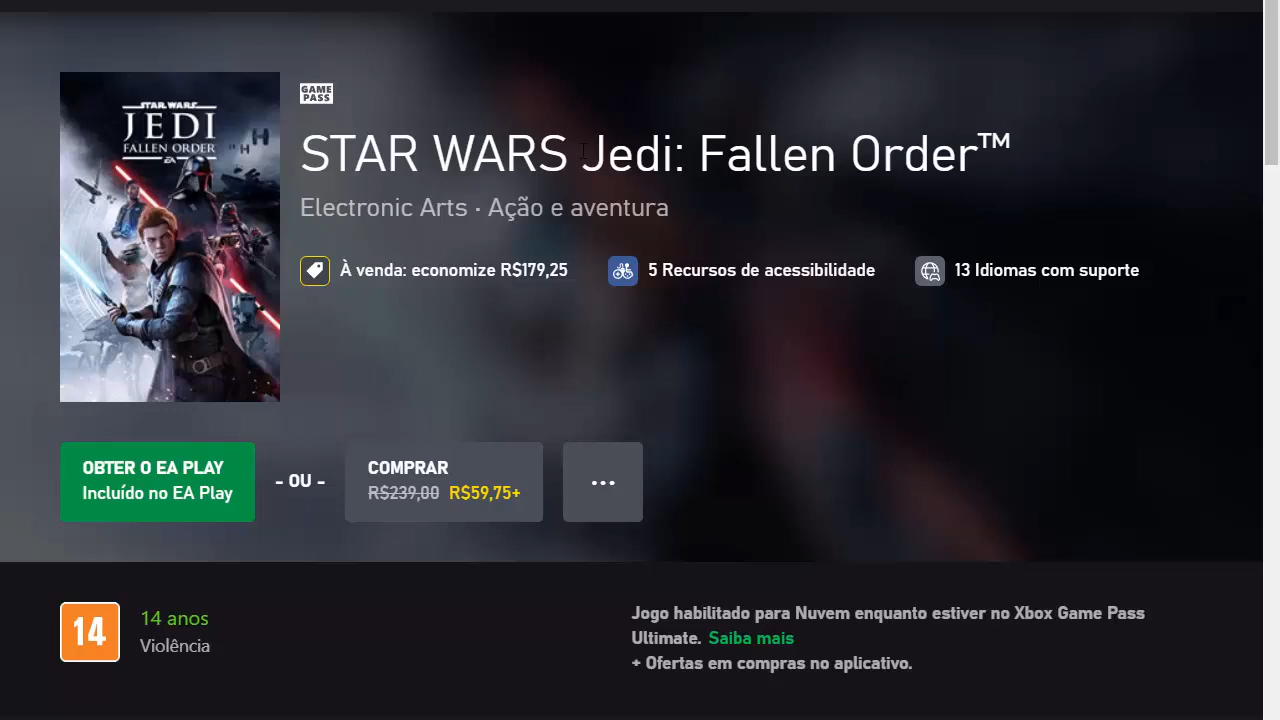 STAR WARS
JEDI
FALLEN ORDER
EA
GAME
PASS
STAR WARS Jedi: Fallen Order™
Electronic Arts · Ação e aventura
À venda: economize R$179,25
5 Recursos de acessibilidade
13 Idiomas com suporte
OBTER O EA PLAY
Incluído no EA Play
- OU -
COMPRAR
R$239,00 R$59,75+
...
14
14 anos
Violência
Jogo habilitado para Nuvem enquanto estiver no Xbox Game Pass
Ultimate. Saiba mais
+ Ofertas em compras no aplicativo.